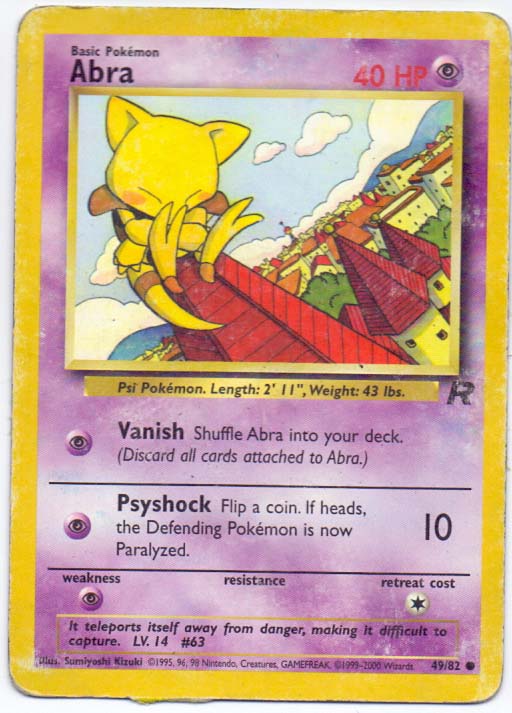 Basic Pokémon
Abra
40 HP
Psi Pokémon. Length: 2' 11", Weight: 43 lbs.
R
Vanish Shuffle Abra into your deck.
(Discard all cards attached to Abra.)
Psyshock Flip a coin. If heads,
the Defending Pokémon is now
Paralyzed.
10
weakness resistance retreat cost
It teleports itself away from danger, making it difficult to
capture. LV. 14 #63
Illus. Sumiyoshi Kizuki ©1995, 96, 98 Nintendo, Creatures, GAMEFREAK. ©1999-2000 Wizards. 49/82